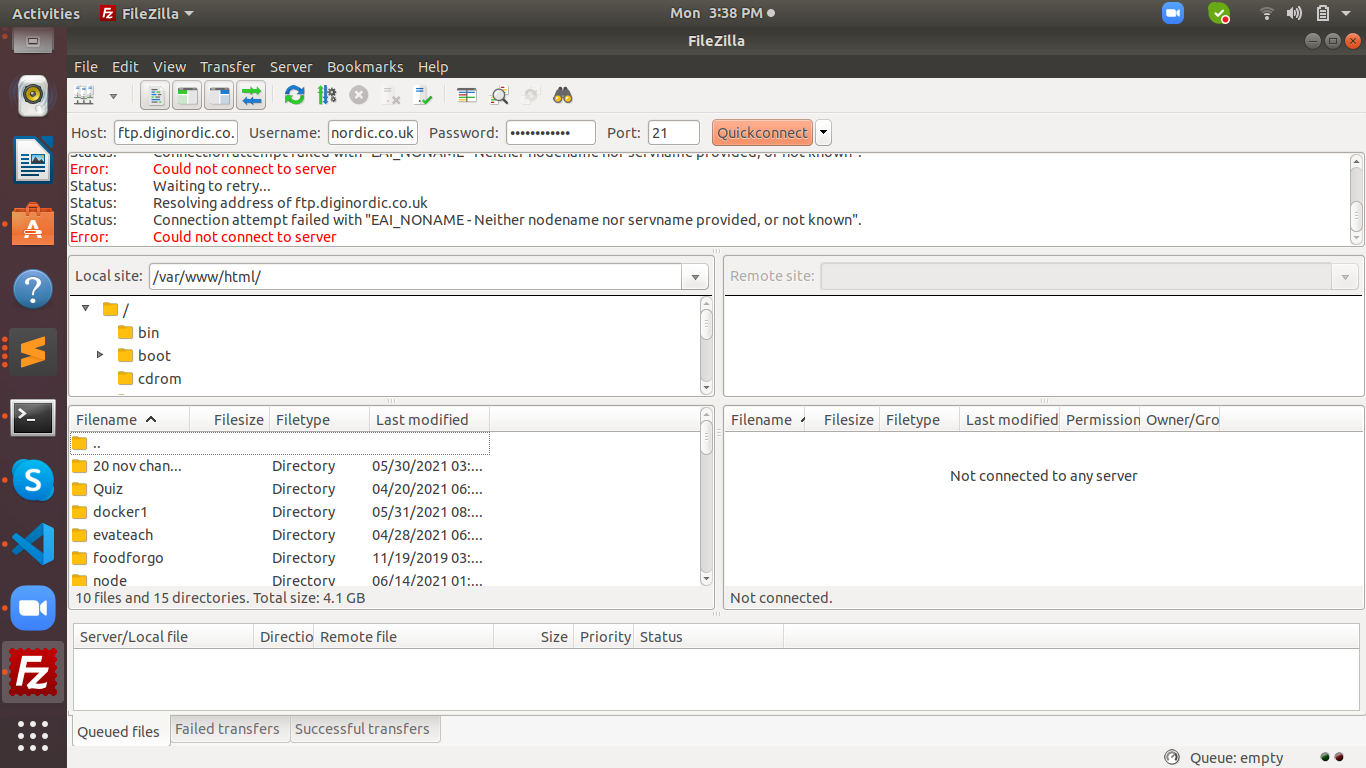 Activities FileZilla Mon 3:38 PM
FileZilla
File Edit View Transfer Server Bookmarks Help
Host: ftp.diginordic.co. Username: nordic.co.uk Password: •••••••••••• Port: 21 Quickconnect
Status: Connection attempt failed with "EAI_NONAME - Neither nodename nor servname provided, or not known".
Error: Could not connect to server
Status: Waiting to retry...
Status: Resolving address of ftp.diginordic.co.uk
Status: Connection attempt failed with "EAI_NONAME - Neither nodename nor servname provided, or not known".
Error: Could not connect to server
Local site: /var/www/html/ Remote site:
/
bin
boot
cdrom
Filename Filesize Filetype Last modified
..
20 nov chan... Directory 05/30/2021 03:...
Quiz Directory 04/20/2021 06:...
docker1 Directory 05/31/2021 08:...
evateach Directory 04/28/2021 06:...
foodforgo Directory 11/19/2019 03:...
node Directory 06/14/2021 01:...
10 files and 15 directories. Total size: 4.1 GB
Filename Filesize Filetype Last modified Permission Owner/Gro
Not connected to any server
Not connected.
Server/Local file Directio Remote file Size Priority Status
Queued files Failed transfers Successful transfers
Queue: empty